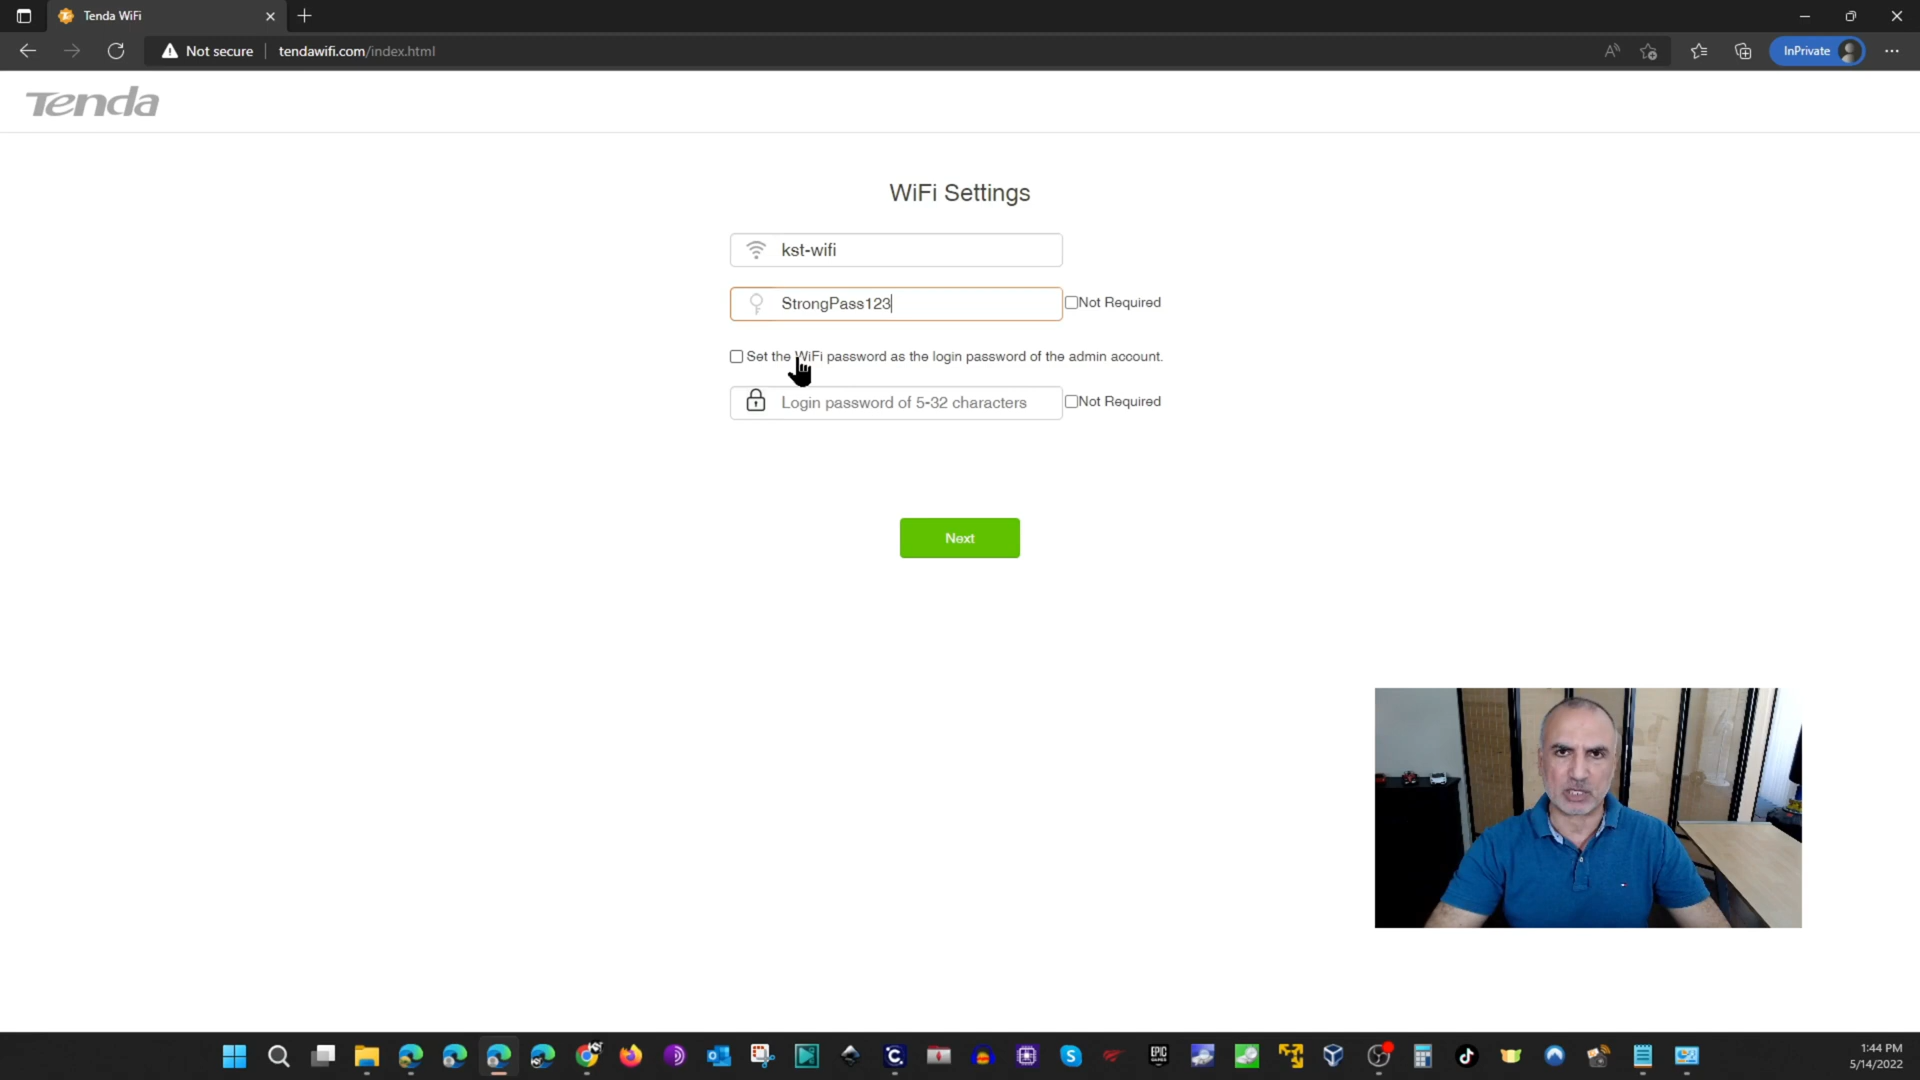 Tenda WiFi
Not secure | tendawifi.com/index.html
InPrivate
Tenda
WiFi Settings
kst-wifi
StrongPass123
Not Required
Set the WiFi password as the login password of the admin account.
Login password of 5-32 characters
Not Required
Next
EPIC
1:44 PM
5/14/2022